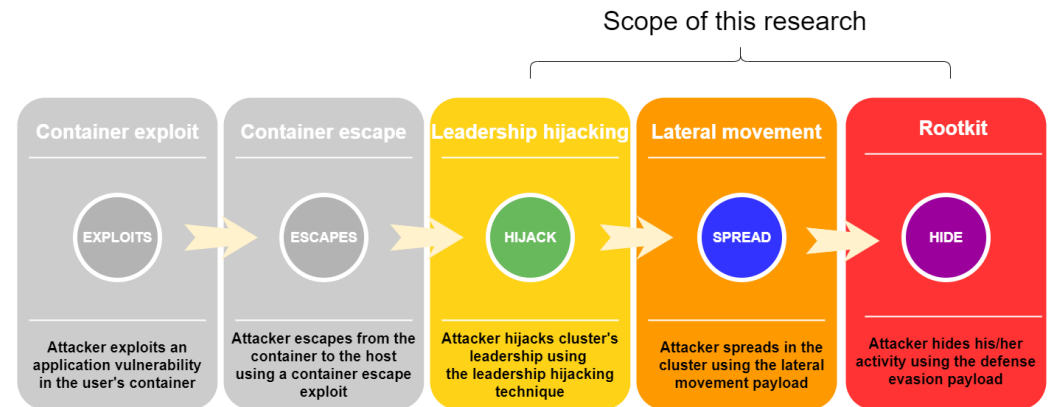 Scope of this research
Container exploit
EXPLOITS
Attacker exploits an
application vulnerability
in the user's container
Container escape
ESCAPES
Attacker escapes from the
container to the host
using a container escape
exploit
Leadership hijacking
HIJACK
Attacker hijacks cluster's
leadership using
the leadership hijacking
technique
Lateral movement
SPREAD
Attacker spreads in the
cluster using the lateral
movement payload
Rootkit
HIDE
Attacker hides his/her
activity using the defense
evasion payload